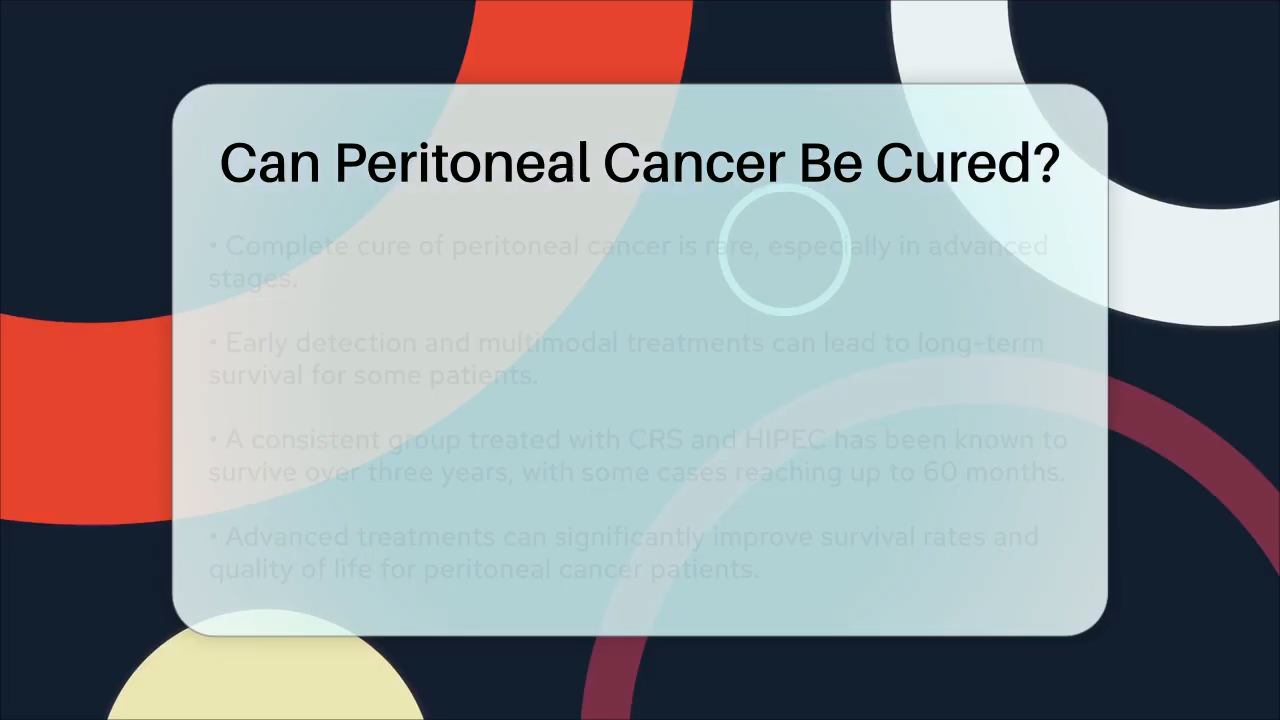 Can Peritoneal Cancer Be Cured?
• Complete cure of peritoneal cancer is rare, especially in advanced
stages.
• Early detection and multimodal treatments can lead to long-term
survival for some patients.
• A consistent group treated with CRS and HIPEC has been known to
survive over three years, with some cases reaching up to 60 months.
• Advanced treatments can significantly improve survival rates and
quality of life for peritoneal cancer patients.